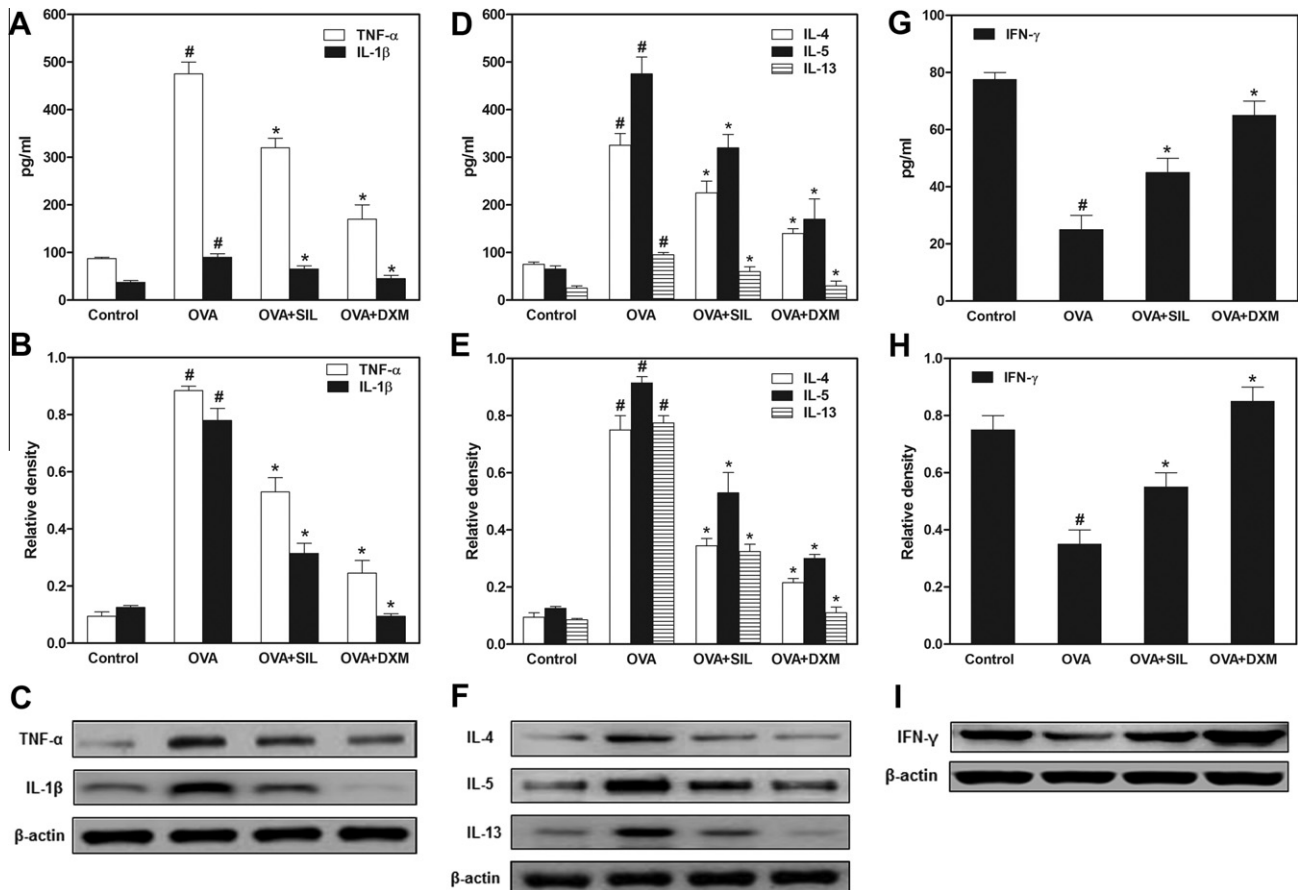 A
600
500
400
300
200
100
0
pg/ml
TNF-α
IL-1β
#
#
*
*
*
*
Control OVA OVA+SIL OVA+DXM
B
1.0
0.8
0.6
0.4
0.2
0.0
Relative density
TNF-α
IL-1β
#
#
*
*
*
*
Control OVA OVA+SIL OVA+DXM
C
TNF-α
IL-1β
β-actin
D
600
500
400
300
200
100
0
pg/ml
IL-4
IL-5
IL-13
#
#
#
*
*
*
*
*
*
Control OVA OVA+SIL OVA+DXM
E
1.0
0.8
0.6
0.4
0.2
0.0
Relative density
IL-4
IL-5
IL-13
#
#
#
*
*
*
*
*
*
Control OVA OVA+SIL OVA+DXM
F
IL-4
IL-5
IL-13
β-actin
G
100
80
60
40
20
0
pg/ml
IFN-γ
#
*
*
Control OVA OVA+SIL OVA+DXM
H
1.0
0.8
0.6
0.4
0.2
0.0
Relative density
IFN-γ
#
*
*
Control OVA OVA+SIL OVA+DXM
I
IFN-γ
β-actin